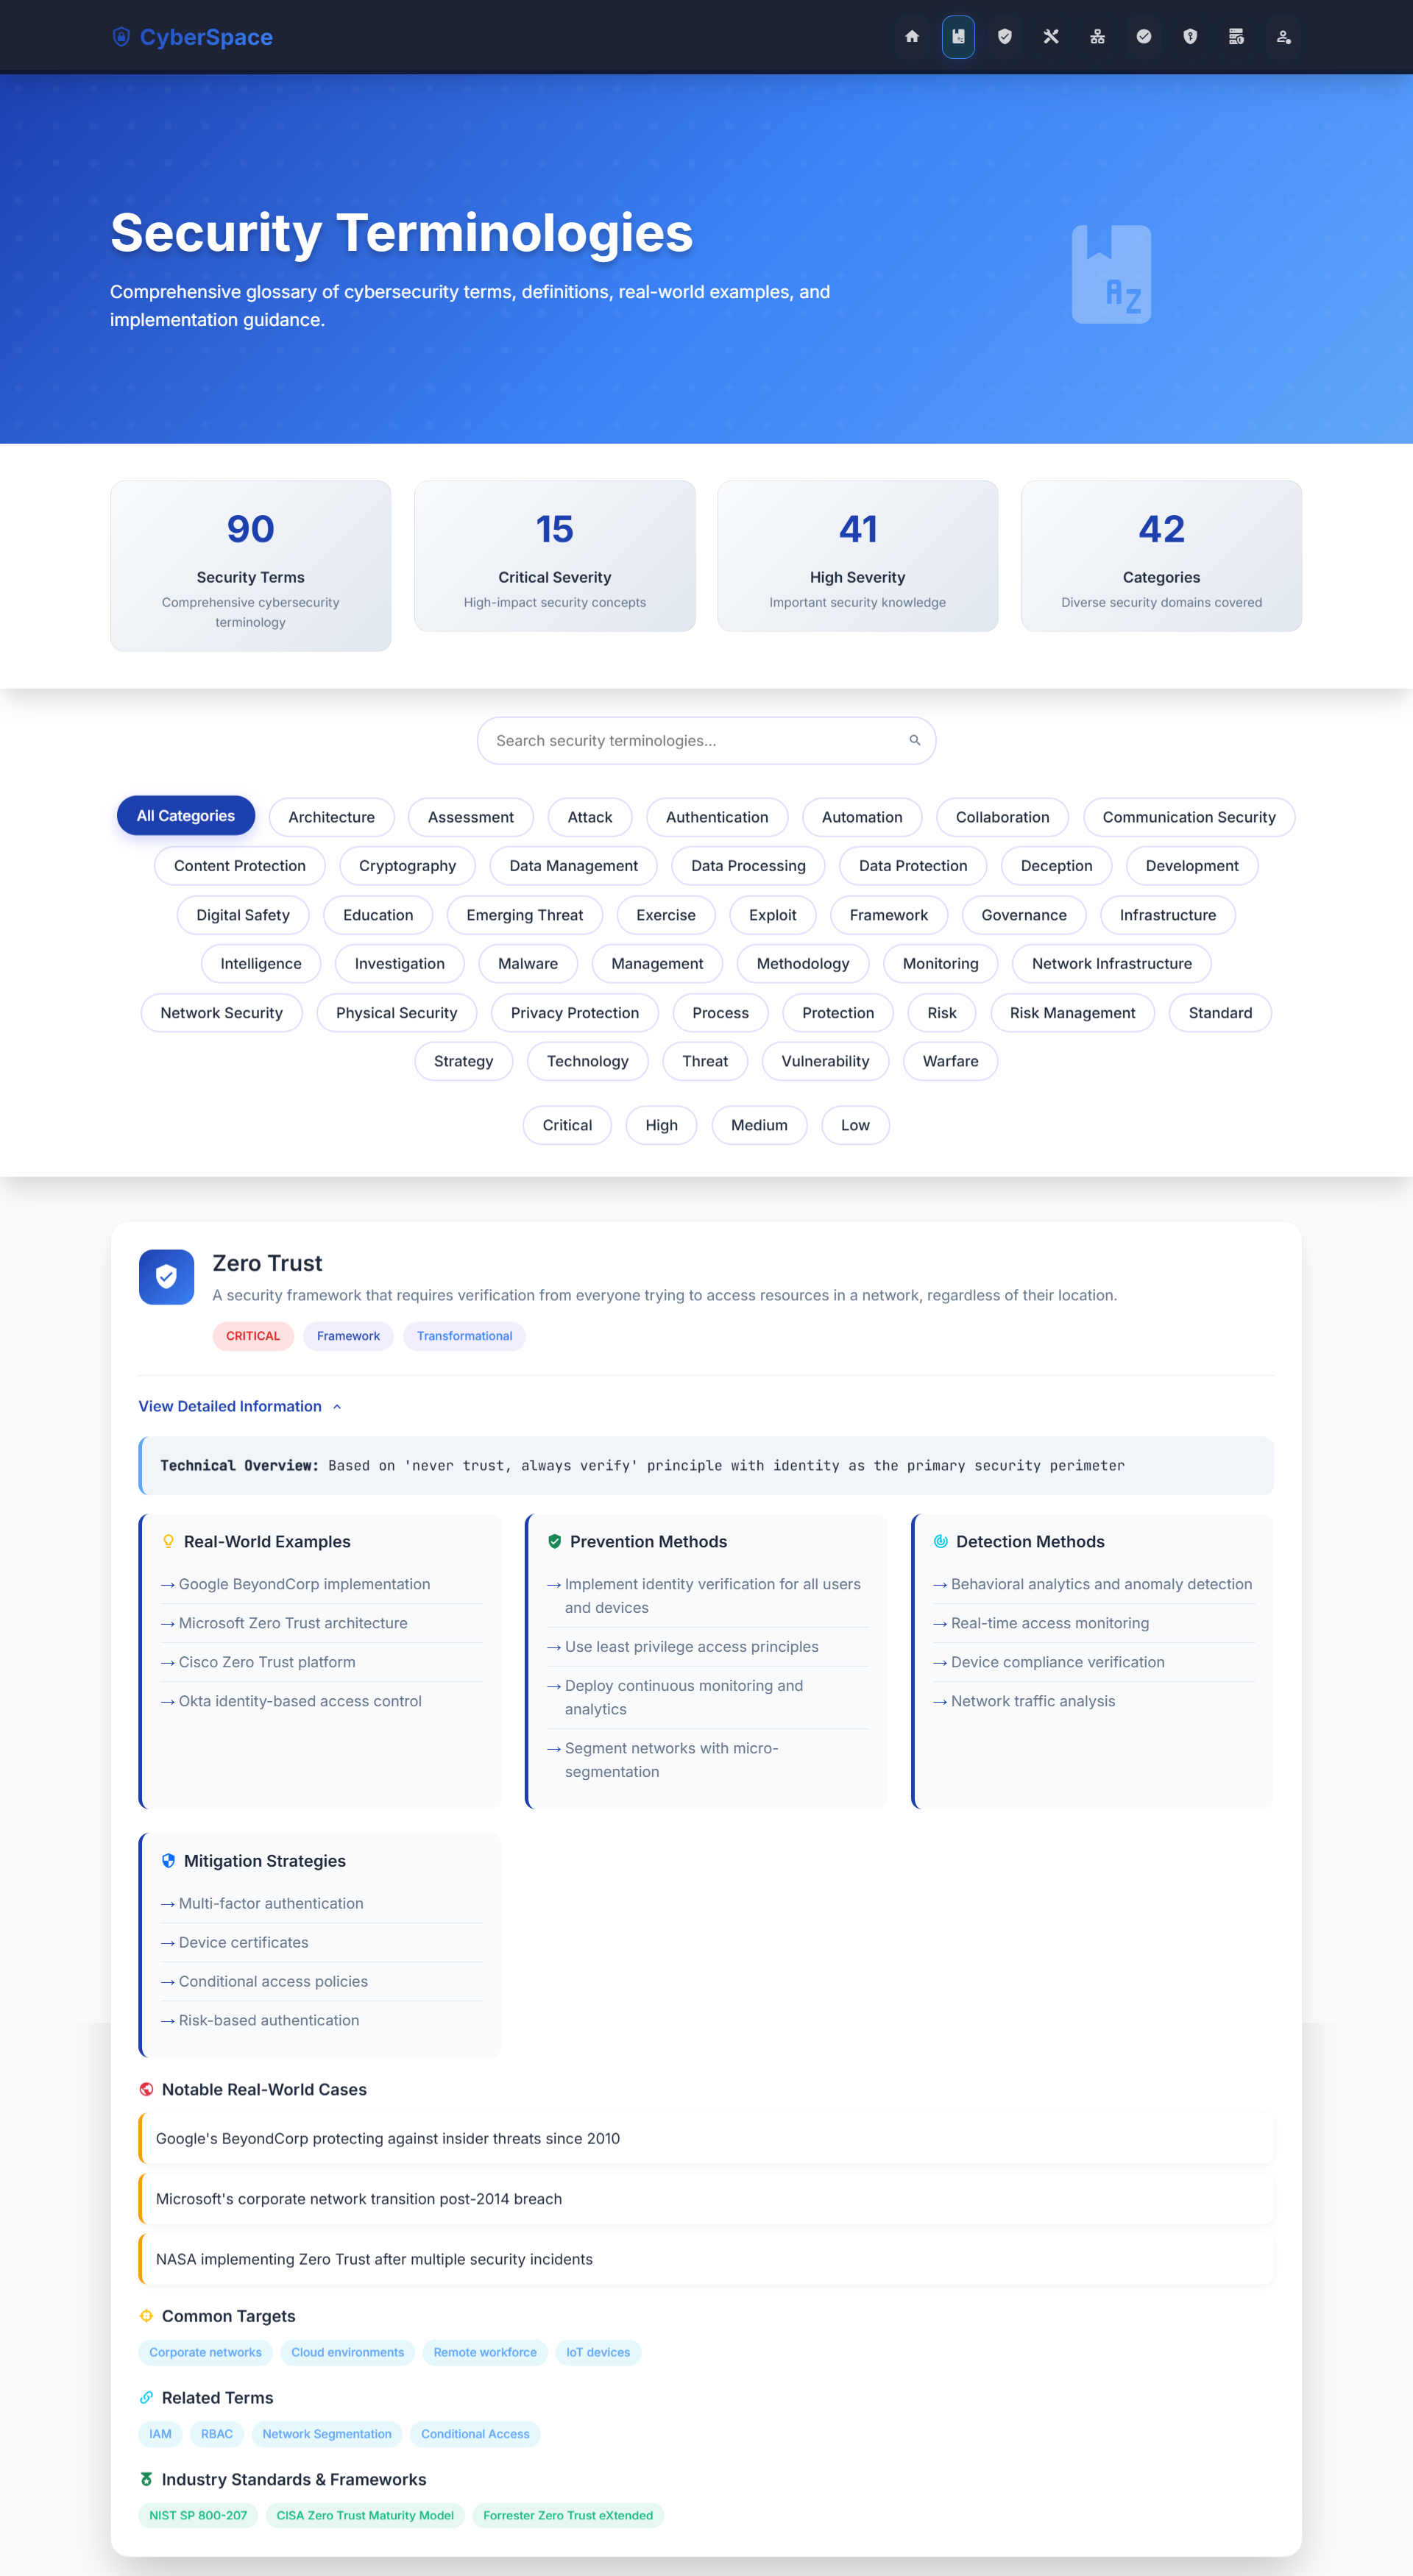 CyberSpace
Security Terminologies
Comprehensive glossary of cybersecurity terms, definitions, real-world examples, and
implementation guidance.
A Z
90
Security Terms
Comprehensive cybersecurity
terminology
15
Critical Severity
High-impact security concepts
41
High Severity
Important security knowledge
42
Categories
Diverse security domains covered
Search security terminologies...
All Categories Architecture Assessment Attack Authentication Automation Collaboration Communication Security
Content Protection Cryptography Data Management Data Processing Data Protection Deception Development
Digital Safety Education Emerging Threat Exercise Exploit Framework Governance Infrastructure
Intelligence Investigation Malware Management Methodology Monitoring Network Infrastructure
Network Security Physical Security Privacy Protection Process Protection Risk Risk Management Standard
Strategy Technology Threat Vulnerability Warfare
Critical High Medium Low
Zero Trust
A security framework that requires verification from everyone trying to access resources in a network, regardless of their location.
CRITICAL Framework Transformational
View Detailed Information
Technical Overview: Based on 'never trust, always verify' principle with identity as the primary security perimeter
Real-World Examples
→ Google BeyondCorp implementation
→ Microsoft Zero Trust architecture
→ Cisco Zero Trust platform
→ Okta identity-based access control
Prevention Methods
→ Implement identity verification for all users
and devices
→ Use least privilege access principles
→ Deploy continuous monitoring and
analytics
→ Segment networks with micro-
segmentation
Detection Methods
→ Behavioral analytics and anomaly detection
→ Real-time access monitoring
→ Device compliance verification
→ Network traffic analysis
Mitigation Strategies
→ Multi-factor authentication
→ Device certificates
→ Conditional access policies
→ Risk-based authentication
Notable Real-World Cases
Google's BeyondCorp protecting against insider threats since 2010
Microsoft's corporate network transition post-2014 breach
NASA implementing Zero Trust after multiple security incidents
Common Targets
Corporate networks Cloud environments Remote workforce IoT devices
Related Terms
IAM RBAC Network Segmentation Conditional Access
Industry Standards & Frameworks
NIST SP 800-207 CISA Zero Trust Maturity Model Forrester Zero Trust eXtended